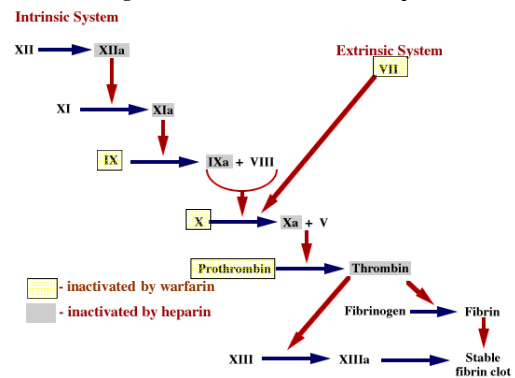 Intrinsic System
XII XIIa
Extrinsic System
VII
XI XIa
IX IXa + VIII
X Xa + V
Prothrombin Thrombin
- inactivated by warfarin
- inactivated by heparin
Fibrinogen Fibrin
XIII XIIIa Stable
fibrin clot